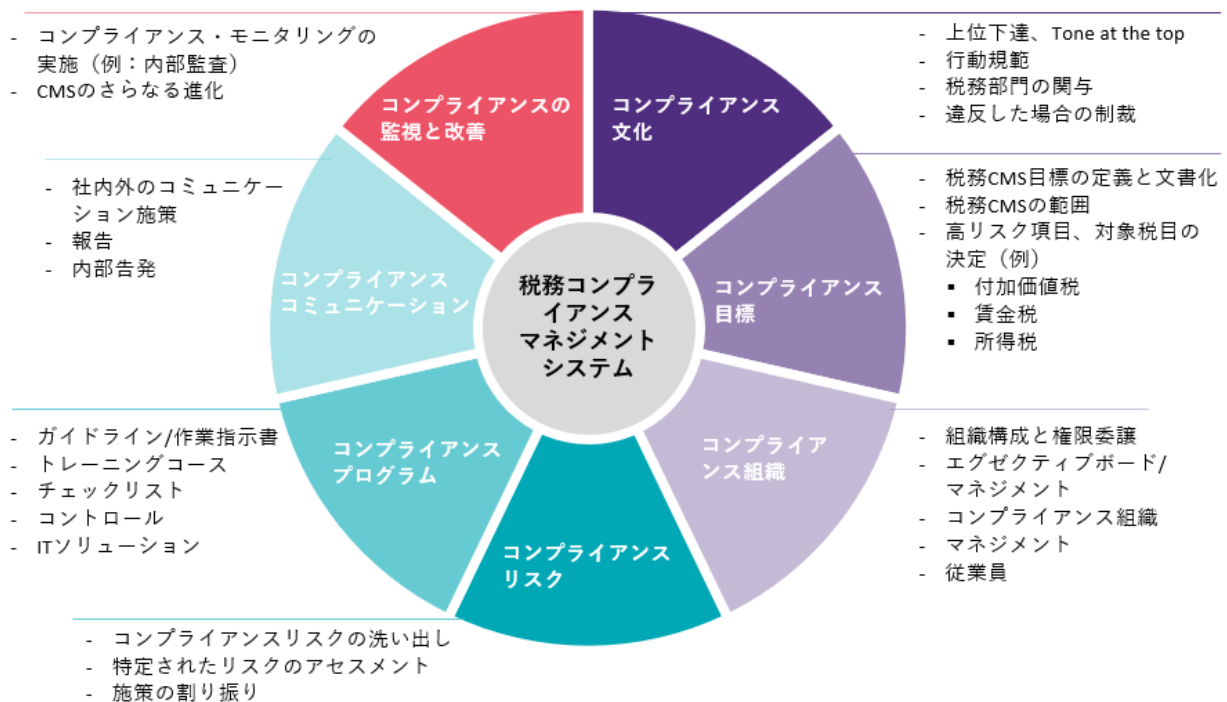 - コンプライアンス・モニタリングの
実施（例：内部監査）
- CMSのさらなる進化
コンプライアンスの
監視と改善
コンプライアンス
文化
- 上位下達、Tone at the top
- 行動規範
- 税務部門の関与
- 違反した場合の制裁
- 社内外のコミュニケー
ション施策
- 報告
- 内部告発
コンプライアンス
コミュニケーション
税務コンプラ
イアンス
マネジメント
システム
コンプライアンス
目標
- 税務CMS目標の定義と文書化
- 税務CMSの範囲
- 高リスク項目、対象税目の
決定（例）
▪ 付加価値税
▪ 賃金税
▪ 所得税
- ガイドライン/作業指示書
- トレーニングコース
- チェックリスト
- コントロール
- ITソリューション
コンプライアンス
プログラム
コンプライア
ンス組織
- 組織構成と権限委譲
- エグゼクティブボード/
マネジメント
- コンプライアンス組織
- マネジメント
- 従業員
コンプライアンス
リスク
- コンプライアンスリスクの洗い出し
- 特定されたリスクのアセスメント
- 施策の割り振り